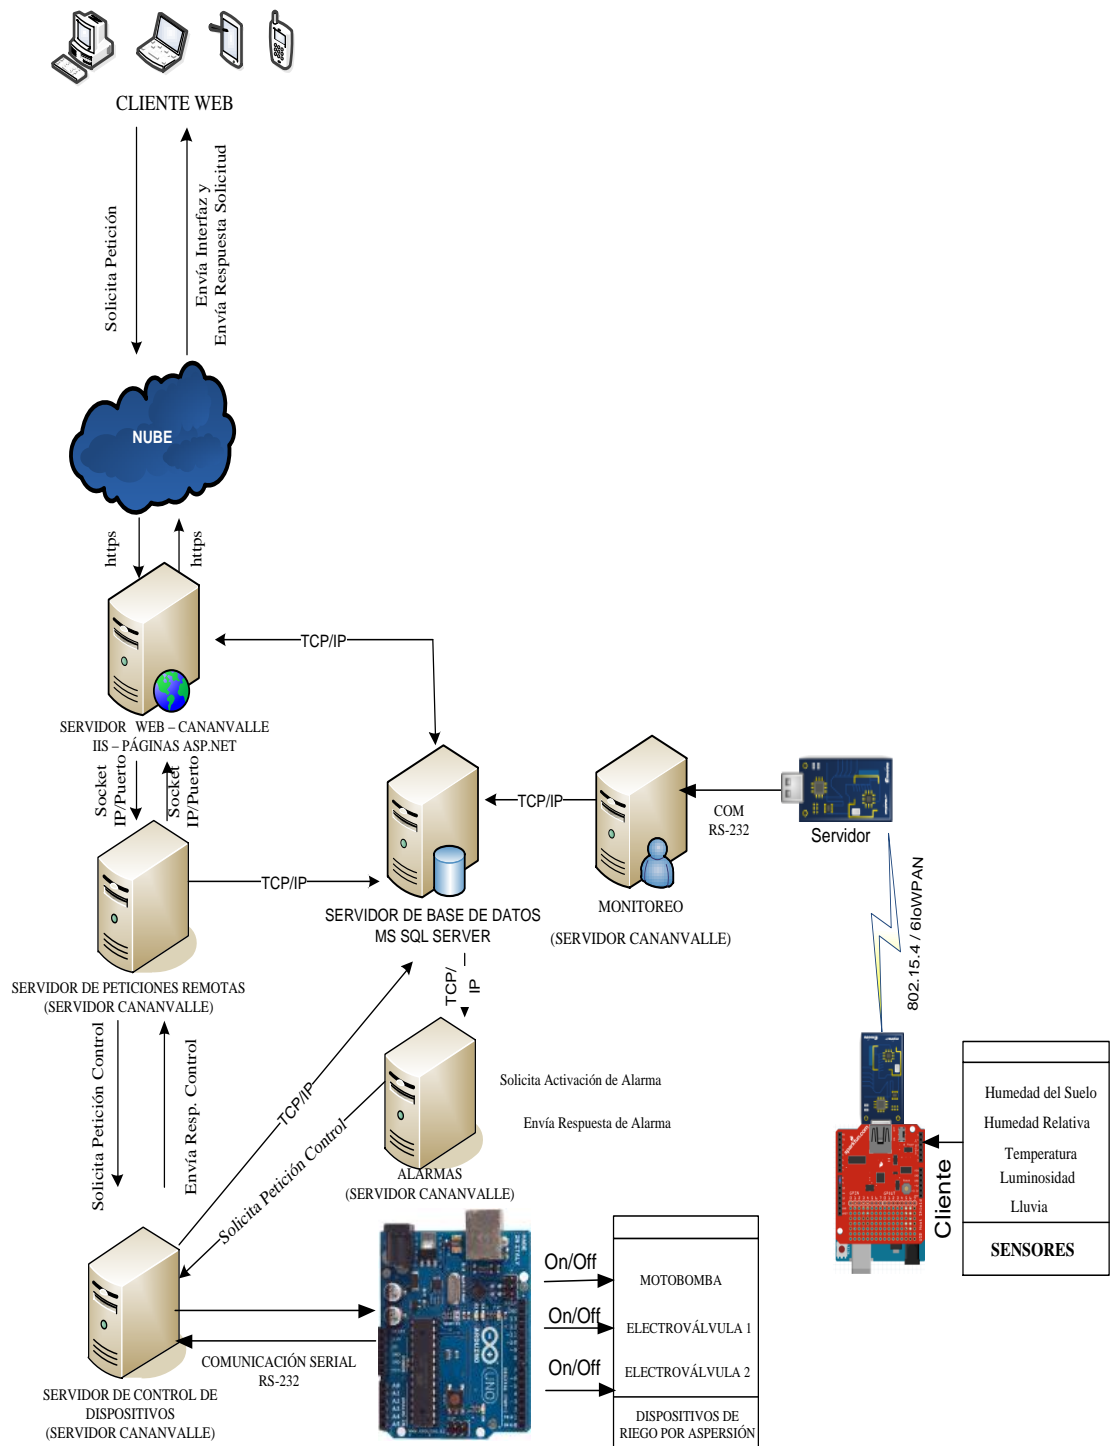 CLIENTE WEB
Solicita Petición
Envía Interfaz y
Envía Respuesta Solicitud
NUBE
https
https
TCP/IP
SERVIDOR WEB – CANANVALLE
IIS – PÁGINAS ASP.NET
Socket
IP/Puerto
Socket
IP/Puerto
TCP/IP
COM
RS-232
Servidor
TCP/IP
SERVIDOR DE BASE DE DATOS
MS SQL SERVER
MONITOREO
(SERVIDOR CANANVALLE)
802.15.4 / 6loWPAN
SERVIDOR DE PETICIONES REMOTAS
(SERVIDOR CANANVALLE)
TCP/
IP
Solicita Petición Control
Envía Resp. Control
TCP/IP
Solicita Activación de Alarma
Envía Respuesta de Alarma
Solicita Petición Control
ALARMAS
(SERVIDOR CANANVALLE)
Cliente
Humedad del Suelo
Humedad Relativa
Temperatura
Luminosidad
Lluvia
SENSORES
On/Off
MOTOBOMBA
On/Off
ELECTROVÁLVULA 1
On/Off
ELECTROVÁLVULA 2
DISPOSITIVOS DE
RIEGO POR ASPERSIÓN
ARDUINO
UNO
COMUNICACIÓN SERIAL
RS-232
SERVIDOR DE CONTROL DE
DISPOSITIVOS
(SERVIDOR CANANVALLE)